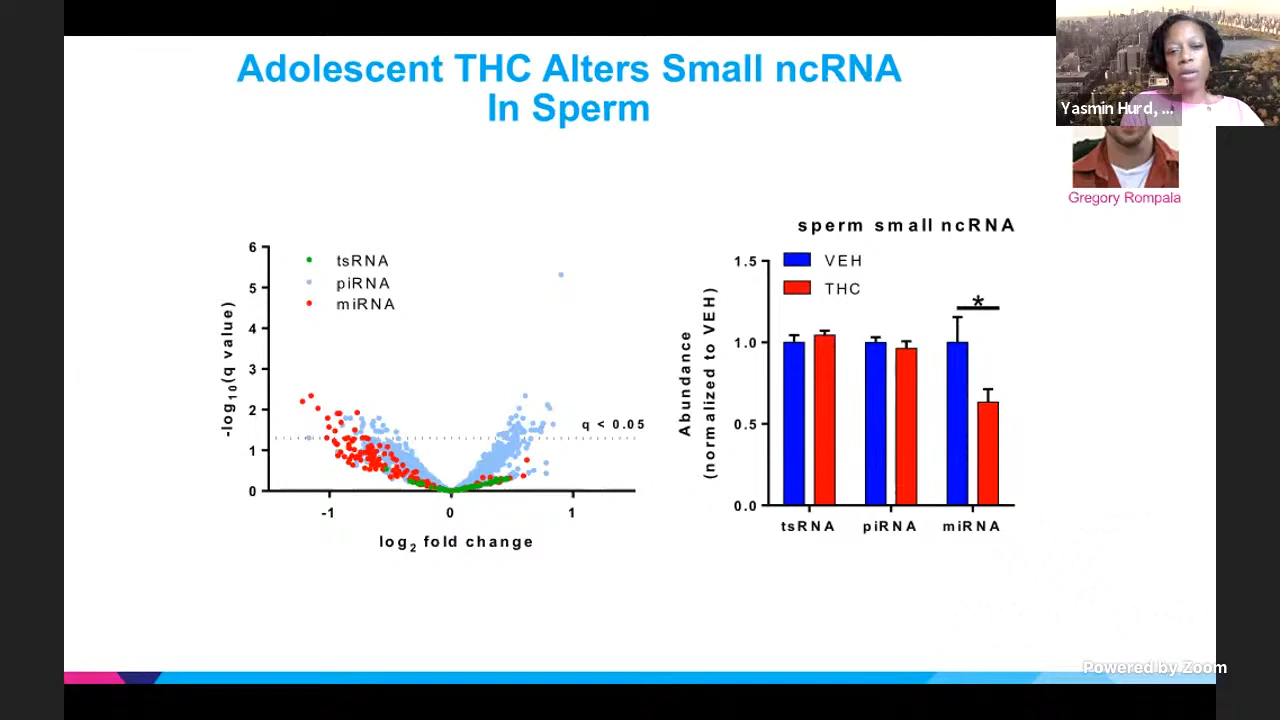 Adolescent THC Alters Small ncRNA
In Sperm
Yasmin Hurd, ...
Gregory Rompala
6
5
4
3
2
1
0
-log10(q value)
tsRNA
piRNA
miRNA
q < 0.05
-1
0
1
log2 fold change
sperm small ncRNA
1.5
1.0
0.5
0.0
Abundance
(normalized to VEH)
VEH
THC
*
tsRNA piRNA miRNA
Powered by Zoom